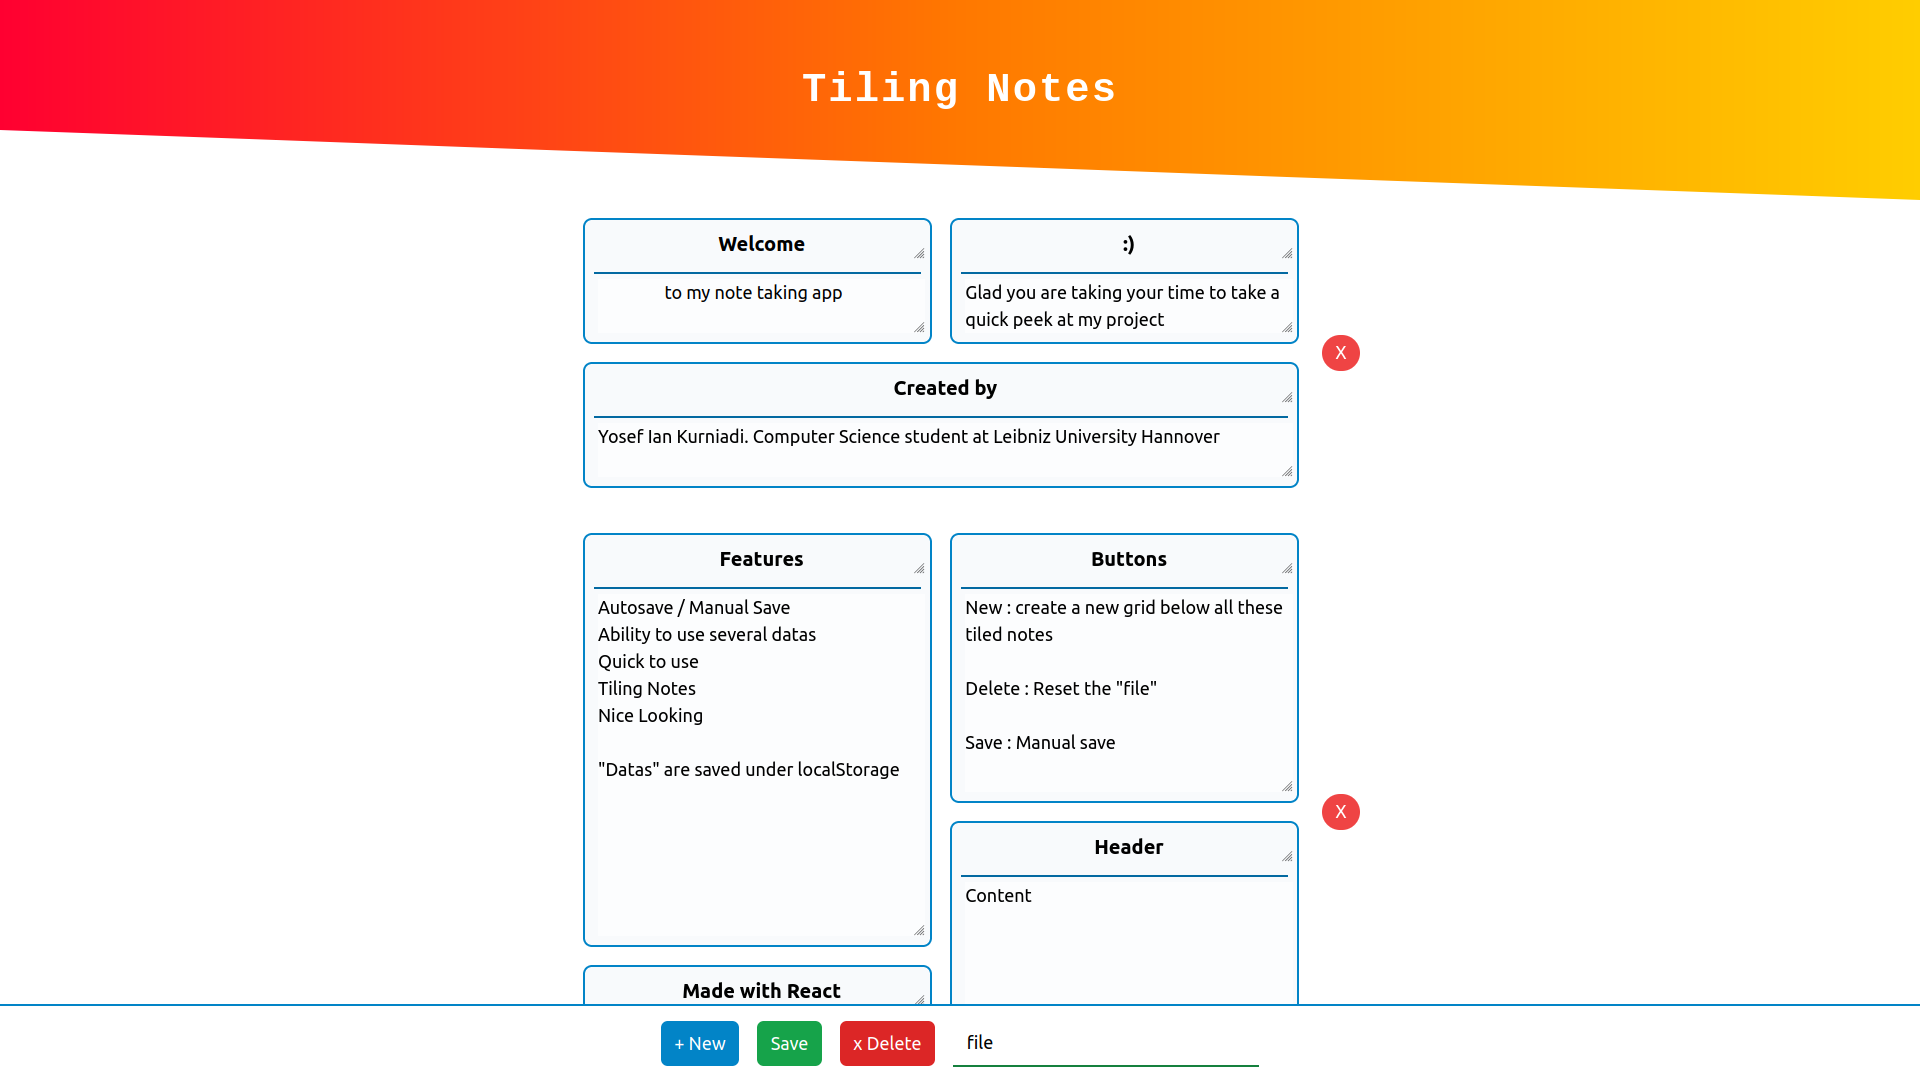 Tiling Notes
Welcome
to my note taking app
:)
Glad you are taking your time to take a
quick peek at my project
X
Created by
Yosef Ian Kurniadi. Computer Science student at Leibniz University Hannover
Features
Autosave / Manual Save
Ability to use several datas
Quick to use
Tiling Notes
Nice Looking
"Datas" are saved under localStorage
Buttons
New : create a new grid below all these
tiled notes
Delete : Reset the "file"
Save : Manual save
X
Header
Content
Made with React
+ New
Save
x Delete
file